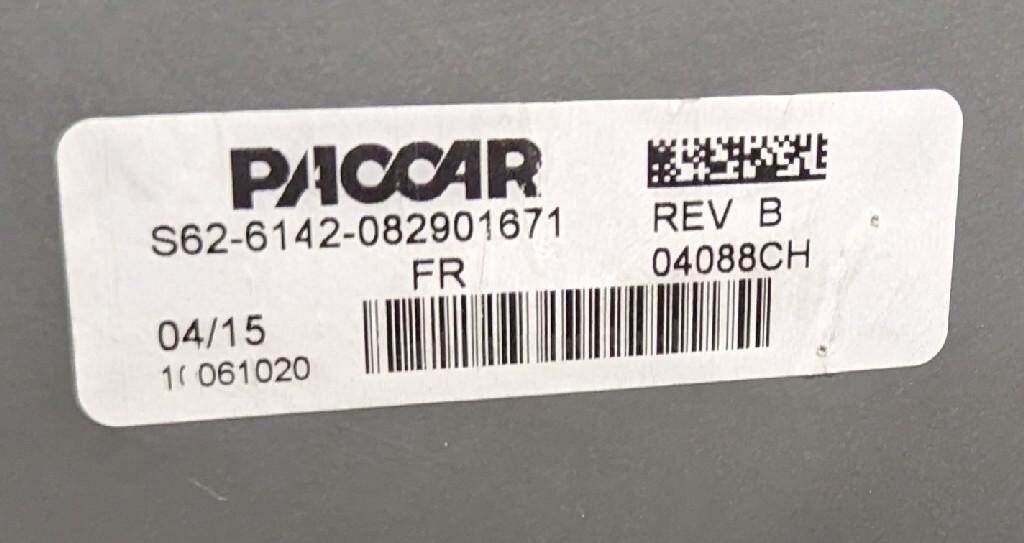 PACCAR
S62-6142-082901671
REV B
FR
04088CH
04/15
061020